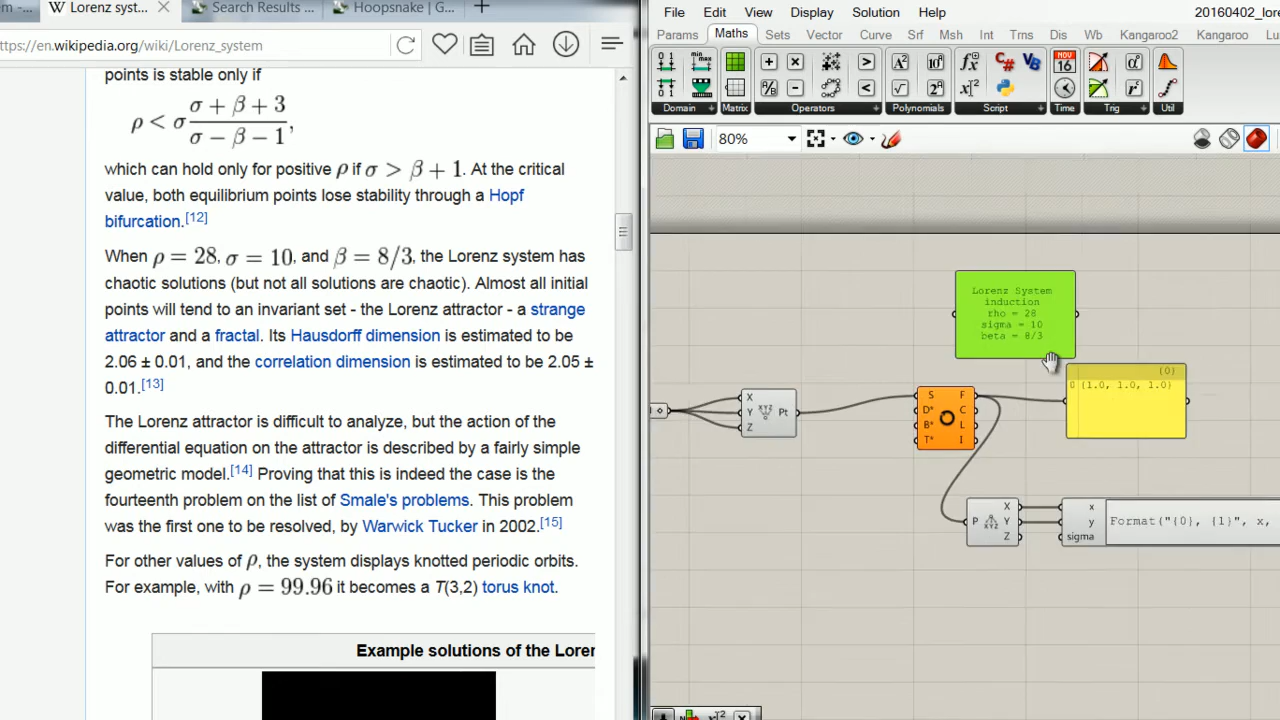 em -
Lorenz syst...
Search Results ...
Hoopsnake | G...
ttps://en.wikipedia.org/wiki/Lorenz_system
points is stable only if
ρ < σ (σ + β + 3)/(σ − β − 1),
which can hold only for positive ρ if σ > β + 1. At the critical
value, both equilibrium points lose stability through a Hopf
bifurcation.[12]
When ρ = 28, σ = 10, and β = 8/3, the Lorenz system has
chaotic solutions (but not all solutions are chaotic). Almost all initial
points will tend to an invariant set - the Lorenz attractor - a strange
attractor and a fractal. Its Hausdorff dimension is estimated to be
2.06 ± 0.01, and the correlation dimension is estimated to be 2.05 ±
0.01.[13]
The Lorenz attractor is difficult to analyze, but the action of the
differential equation on the attractor is described by a fairly simple
geometric model.[14] Proving that this is indeed the case is the
fourteenth problem on the list of Smale's problems. This problem
was the first one to be resolved, by Warwick Tucker in 2002.[15]
For other values of ρ, the system displays knotted periodic orbits.
For example, with ρ = 99.96 it becomes a T(3,2) torus knot.
Example solutions of the Loren
File Edit View Display Solution Help
20160402_lore
Params Maths Sets Vector Curve Srf Msh Int Trns Dis Wb Kangaroo2 Kangaroo Lu
Domain Matrix Operators Polynomials Script Time Trig Util
NOV 16
C# VB
80%
Lorenz System
induction
rho = 28
sigma = 10
beta = 8/3
{0}
0 {1.0, 1.0, 1.0}
X
Y
Z
XYZ
Pt
S F
D* C
B* L
T* I
P
XYZ
X
Y
Z
x
y
sigma
Format("{0}, {1}", x,